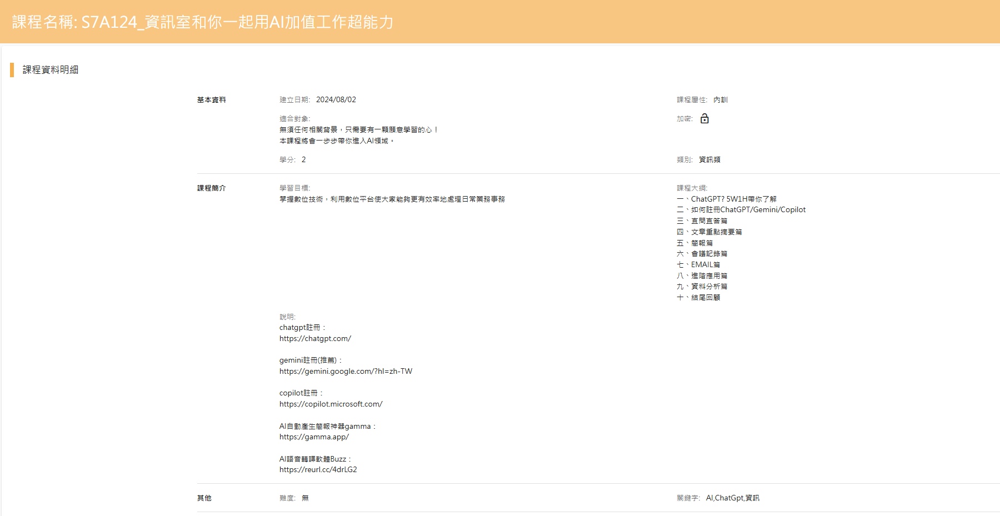 課程名稱: S7A124_資訊室和你一起用AI加值工作超能力
課程資料明細
基本資料
建立日期: 2024/08/02
課程屬性: 內訓
適合對象:
無須任何相關背景，只需要有一顆願意學習的心！
本課程將會一步步帶你進入AI領域。
加密:
學分: 2
類別: 資訊類
課程簡介
學習目標:
掌握數位技術，利用數位平台使大家能夠更有效率地處理日常業務事務
課程大綱:
一、ChatGPT? 5W1H帶你了解
二、如何註冊ChatGPT/Gemini/Copilot
三、直問直答篇
四、文章重點摘要篇
五、簡報篇
六、會議記錄篇
七、EMAIL篇
八、進階應用篇
九、資料分析篇
十、結尾回顧
說明:
chatgpt註冊：
https://chatgpt.com/
gemini註冊(推薦)：
https://gemini.google.com/?hl=zh-TW
copilot註冊：
https://copilot.microsoft.com/
AI自動產生簡報神器gamma：
https://gamma.app/
AI語音轉譯軟體Buzz：
https://reurl.cc/4drLG2
其他
難度: 無
關鍵字: AI,ChatGpt,資訊